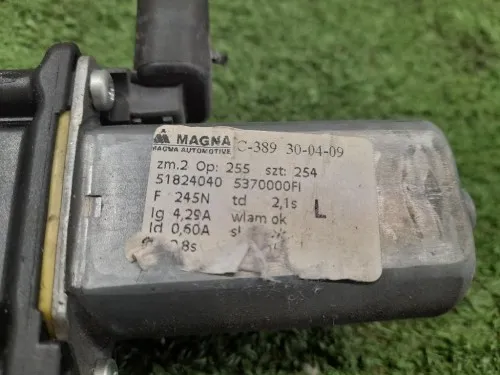 MAGNA C-389 30-04-09
MAGNA AUTOMOTIVE
zm.2 Op: 255 szt: 254
51824040 5370000FI
F 245N td 2,1s
Ig 4,29A wlam ok L
Id 0,60A